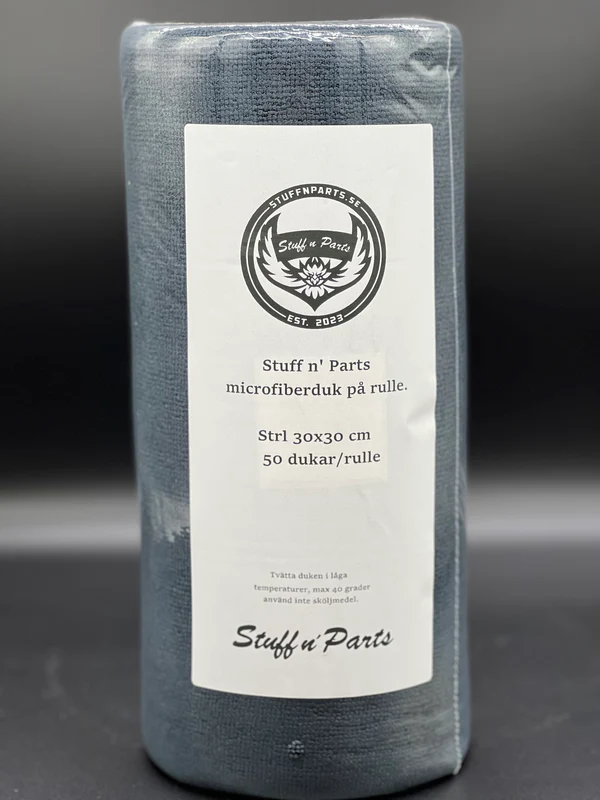 STUFFNPARTS.SE
Stuff n Parts
EST. 2023
Stuff n' Parts
microfiberduk på rulle.
Strl 30x30 cm
50 dukar/rulle
Tvätta duken i låga
temperaturer, max 40 grader
använd inte sköljmedel.
Stuff n' Parts